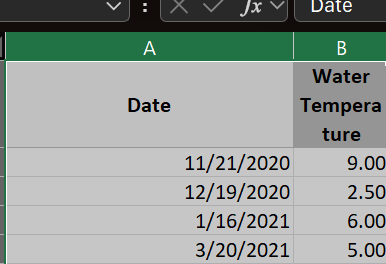 fx Date
A B
Water
Date Tempera
ture
11/21/2020 9.00
12/19/2020 2.50
1/16/2021 6.00
3/20/2021 5.00